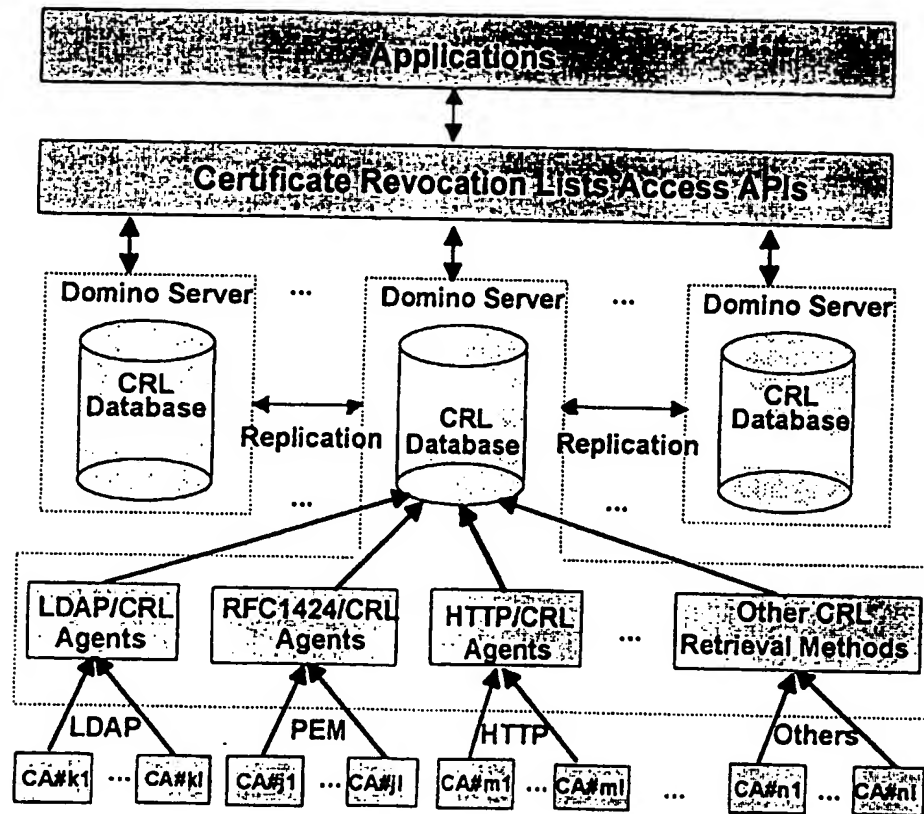 Applications
Certificate Revocation Lists Access APIs
Domino Server
...
Domino Server
...
Domino Server
CRL
Database
CRL
Database
CRL
Database
Replication
Replication
...
...
LDAP/CRL
Agents
RFC1424/CRL
Agents
HTTP/CRL
Agents
...
Other CRL
Retrieval Methods
LDAP
PEM
HTTP
Others
CA#k1
...
CA#kl
CA#j1
...
CA#jl
CA#m1
...
CA#ml
...
CA#n1
...
CA#nl